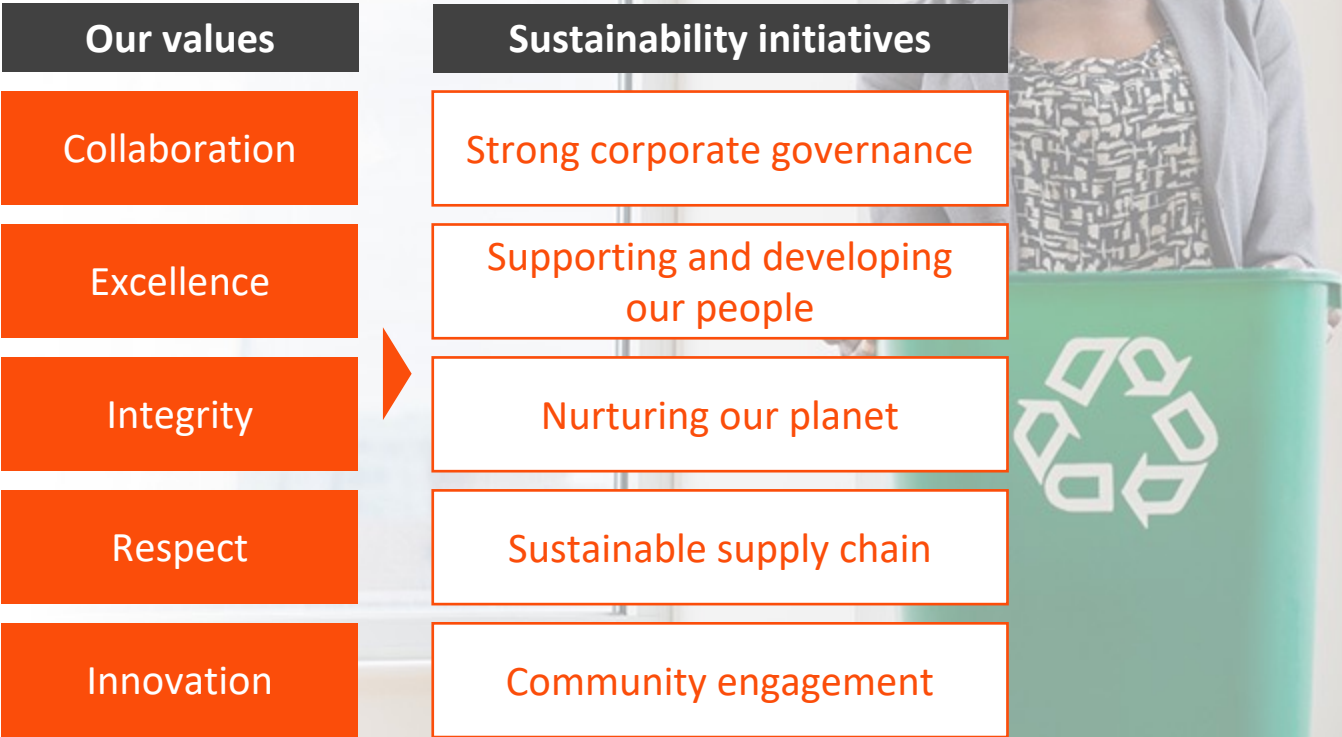 Our values
Sustainability initiatives
Collaboration
Strong corporate governance
Excellence
Supporting and developing
our people
Integrity
Nurturing our planet
Respect
Sustainable supply chain
Innovation
Community engagement